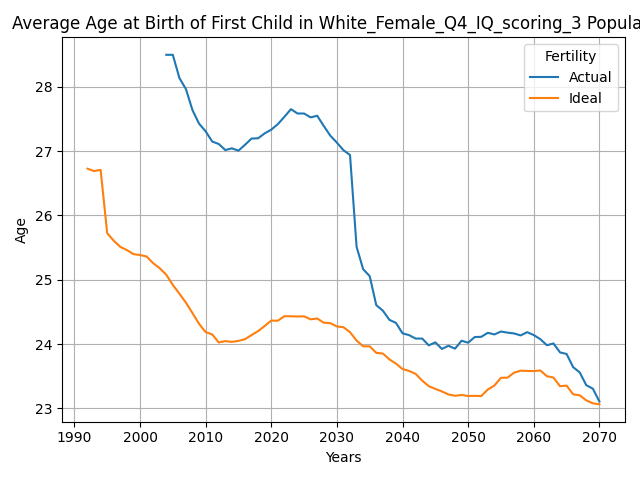 Average Age at Birth of First Child in White_Female_Q4_IQ_scoring_3 Popula
Fertility
Actual
Ideal
Age
28
27
26
25
24
23
1990 2000 2010 2020 2030 2040 2050 2060 2070
Years